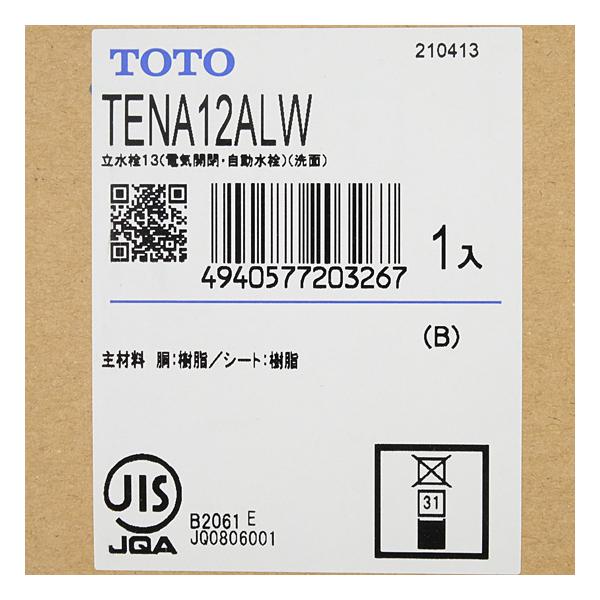 TOTO 210413
TENA12ALW
立水栓13(電気開閉・自動水栓)(洗面)
4940577203267
1入
(B)
主材料 胴:樹脂/シート:樹脂
JIS
JQA
B2061 E
JQ0806001
31